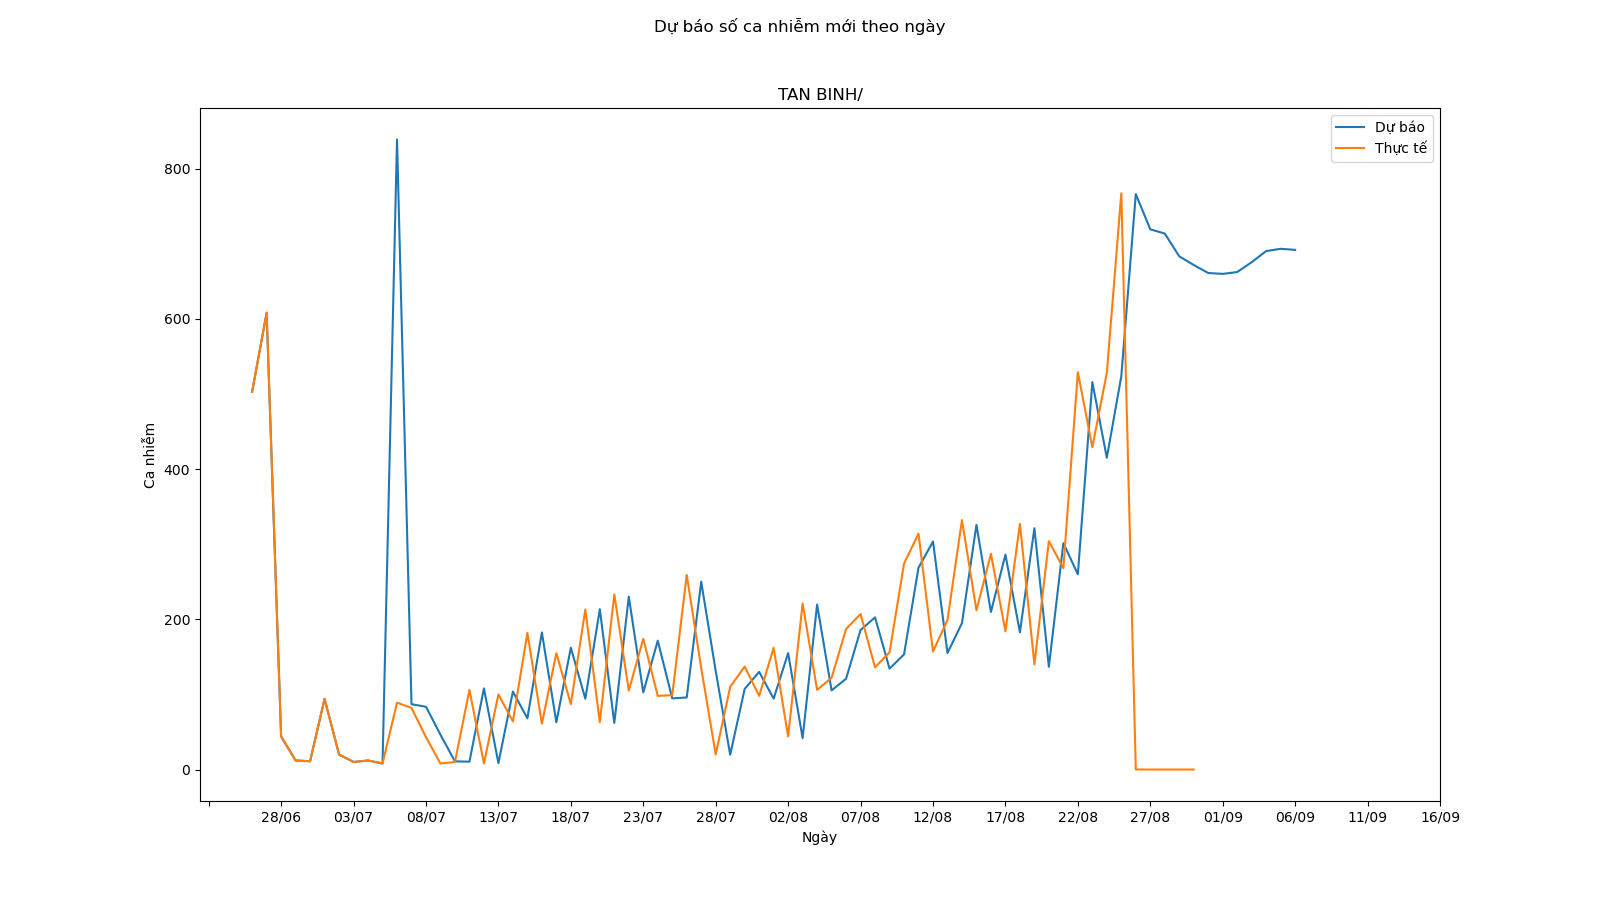 Dự báo số ca nhiễm mới theo ngày
TAN BINH/
Dự báo
Thực tế
Ca nhiễm
800
600
400
200
0
28/06 03/07 08/07 13/07 18/07 23/07 28/07 02/08 07/08 12/08 17/08 22/08 27/08 01/09 06/09 11/09 16/09
Ngày